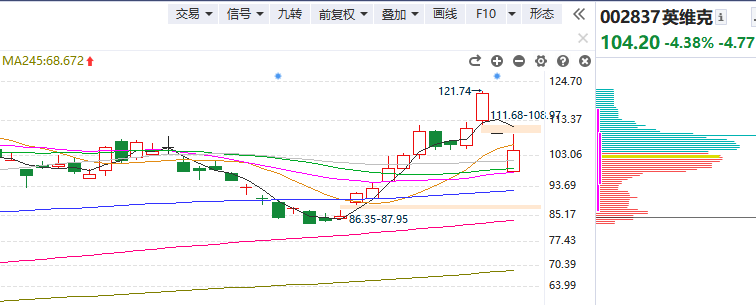 交易 信号 九转 前复权 叠加 画线 F10 形态
002837英维克
104.20 -4.38% -4.77
MA245:68.672
124.70
121.74
111.68-108.97
113.37
103.06
93.69
86.35-87.95
85.17
77.43
70.39
63.99